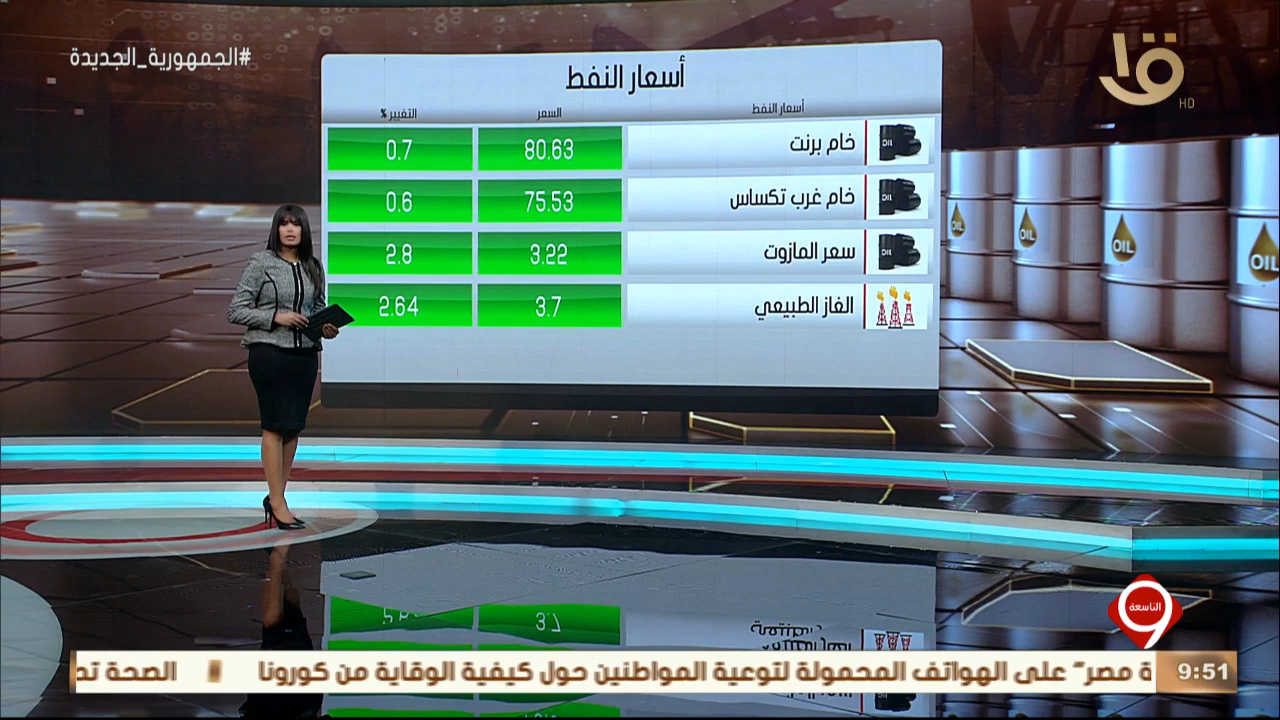 #الجمهورية_الجديدة
HD
أسعار النفط
أسعار النفط السعر التغيير %
خام برنت 80.63 0.7
خام غرب تكساس 75.53 0.6
سعر المازوت 3.22 2.8
الغاز الطبيعي 3.7 2.64
OIL
OIL
OIL
OIL
التاسعة
9
9:51
ة مصر" على الهواتف المحمولة لتوعية المواطنين حول كيفية الوقاية من كورونا الصحة تد